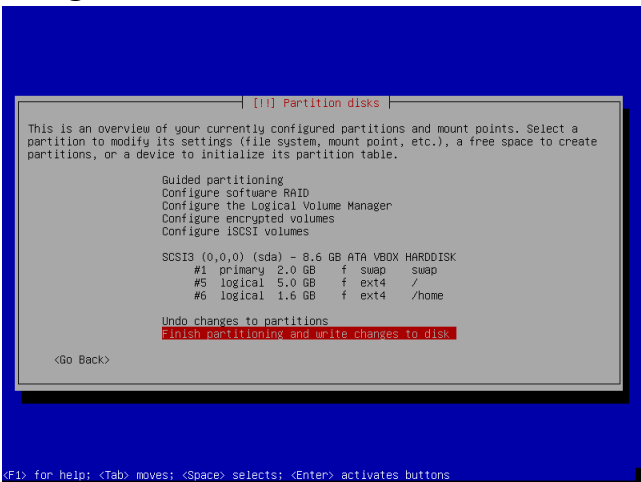 [!!] Partition disks
This is an overview of your currently configured partitions and mount points. Select a
partition to modify its settings (file system, mount point, etc.), a free space to create
partitions, or a device to initialize its partition table.
Guided partitioning
Configure software RAID
Configure the Logical Volume Manager
Configure encrypted volumes
Configure iSCSI volumes
SCSI3 (0,0,0) (sda) - 8.6 GB ATA VBOX HARDDISK
#1 primary 2.0 GB f swap swap
#5 logical 5.0 GB f ext4 /
#6 logical 1.6 GB f ext4 /home
Undo changes to partitions
Finish partitioning and write changes to disk
<Go Back>
<F1> for help; <Tab> moves; <Space> selects; <Enter> activates buttons